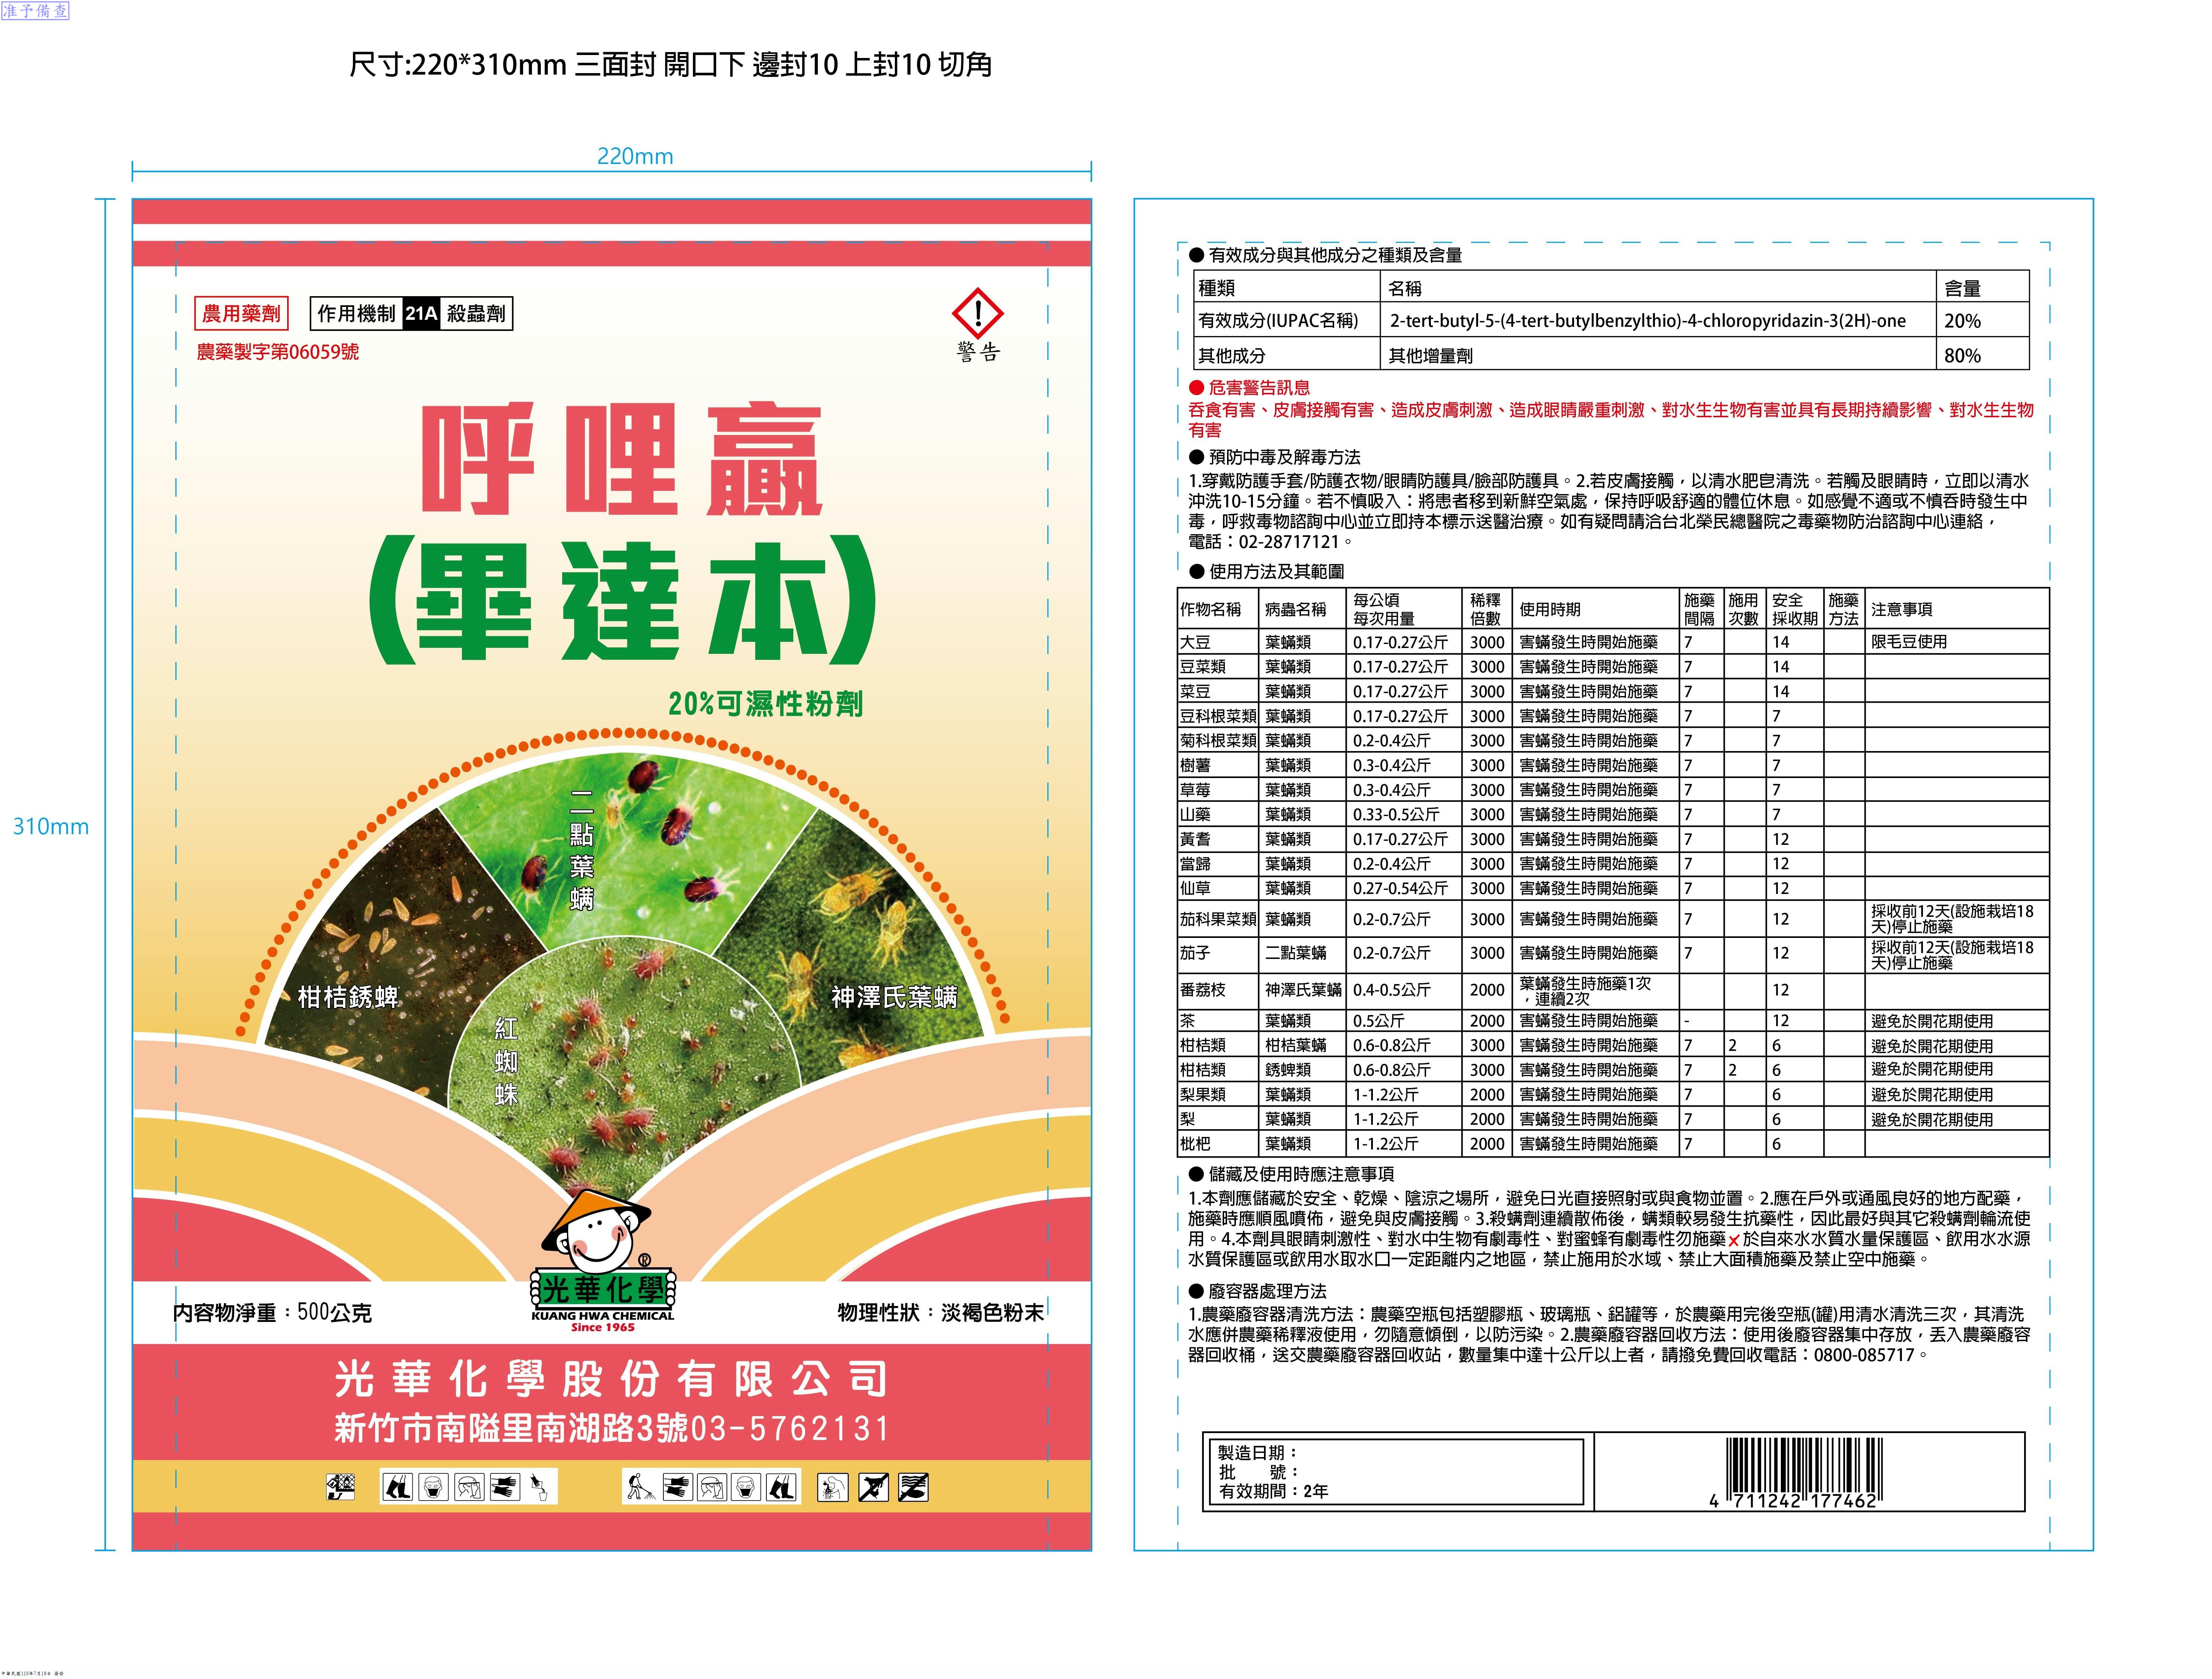 准予備查
尺寸:220*310mm 三面封 開口下 邊封10 上封10 切角
220mm
310mm
農用藥劑
作用機制 21A 殺蟲劑
農藥製字第06059號
警告
呼哩贏
(畢達本)
20%可濕性粉劑
二點葉螨
柑桔銹蜱
神澤氏葉螨
紅蜘蛛
®
光華化學
KUANG HWA CHEMICAL
Since 1965
內容物淨重：500公克
物理性狀：淡褐色粉末
光華化學股份有限公司
新竹市南隘里南湖路3號03-5762131
● 有效成分與其他成分之種類及含量
種類 名稱 含量
有效成分(IUPAC名稱) 2-tert-butyl-5-(4-tert-butylbenzylthio)-4-chloropyridazin-3(2H)-one 20%
其他成分 其他增量劑 80%
● 危害警告訊息
吞食有害、皮膚接觸有害、造成皮膚刺激、造成眼睛嚴重刺激、對水生生物有害並具有長期持續影響、對水生生物
有害
● 預防中毒及解毒方法
1.穿戴防護手套/防護衣物/眼睛防護具/臉部防護具。2.若皮膚接觸，以清水肥皂清洗。若觸及眼睛時，立即以清水
沖洗10-15分鐘。若不慎吸入：將患者移到新鮮空氣處，保持呼吸舒適的體位休息。如感覺不適或不慎吞時發生中
毒，呼救毒物諮詢中心並立即持本標示送醫治療。如有疑問請洽台北榮民總醫院之毒藥物防治諮詢中心連絡，
電話：02-28717121。
● 使用方法及其範圍
作物名稱 病蟲名稱 每公頃每次用量 稀釋倍數 使用時期 施藥間隔 施用次數 安全採收期 施藥方法 注意事項
大豆 葉蟎類 0.17-0.27公斤 3000 害蟎發生時開始施藥 7 14 限毛豆使用
豆菜類 葉蟎類 0.17-0.27公斤 3000 害蟎發生時開始施藥 7 14
菜豆 葉蟎類 0.17-0.27公斤 3000 害蟎發生時開始施藥 7 14
豆科根菜類 葉蟎類 0.17-0.27公斤 3000 害蟎發生時開始施藥 7 7
菊科根菜類 葉蟎類 0.2-0.4公斤 3000 害蟎發生時開始施藥 7 7
樹薯 葉蟎類 0.3-0.4公斤 3000 害蟎發生時開始施藥 7 7
草莓 葉蟎類 0.3-0.4公斤 3000 害蟎發生時開始施藥 7 7
山藥 葉蟎類 0.33-0.5公斤 3000 害蟎發生時開始施藥 7 7
黃耆 葉蟎類 0.17-0.27公斤 3000 害蟎發生時開始施藥 7 12
當歸 葉蟎類 0.2-0.4公斤 3000 害蟎發生時開始施藥 7 12
仙草 葉蟎類 0.27-0.54公斤 3000 害蟎發生時開始施藥 7 12
茄科果菜類 葉蟎類 0.2-0.7公斤 3000 害蟎發生時開始施藥 7 12 採收前12天(設施栽培18天)停止施藥
茄子 二點葉蟎 0.2-0.7公斤 3000 害蟎發生時開始施藥 7 12 採收前12天(設施栽培18天)停止施藥
番荔枝 神澤氏葉蟎 0.4-0.5公斤 2000 葉蟎發生時施藥1次，連續2次 12
茶 葉蟎類 0.5公斤 2000 害蟎發生時開始施藥 - 12 避免於開花期使用
柑桔類 柑桔葉蟎 0.6-0.8公斤 3000 害蟎發生時開始施藥 7 2 6 避免於開花期使用
柑桔類 銹蜱類 0.6-0.8公斤 3000 害蟎發生時開始施藥 7 2 6 避免於開花期使用
梨果類 葉蟎類 1-1.2公斤 2000 害蟎發生時開始施藥 7 6 避免於開花期使用
梨 葉蟎類 1-1.2公斤 2000 害蟎發生時開始施藥 7 6 避免於開花期使用
枇杷 葉蟎類 1-1.2公斤 2000 害蟎發生時開始施藥 7 6
● 儲藏及使用時應注意事項
1.本劑應儲藏於安全、乾燥、陰涼之場所，避免日光直接照射或與食物並置。2.應在戶外或通風良好的地方配藥，
施藥時應順風噴佈，避免與皮膚接觸。3.殺螨劑連續散佈後，螨類較易發生抗藥性，因此最好與其它殺螨劑輪流使
用。4.本劑具眼睛刺激性、對水中生物有劇毒性、對蜜蜂有劇毒性勿施藥✗於自來水水質水量保護區、飲用水水源
水質保護區或飲用水取水口一定距離內之地區，禁止施用於水域、禁止大面積施藥及禁止空中施藥。
● 廢容器處理方法
1.農藥廢容器清洗方法：農藥空瓶包括塑膠瓶、玻璃瓶、鋁罐等，於農藥用完後空瓶(罐)用清水清洗三次，其清洗
水應併農藥稀釋液使用，勿隨意傾倒，以防污染。2.農藥廢容器回收方法：使用後廢容器集中存放，丟入農藥廢容
器回收桶，送交農藥廢容器回收站，數量集中達十公斤以上者，請撥免費回收電話：0800-085717。
製造日期：
批　　號：
有效期間：2年
4 711242 177462